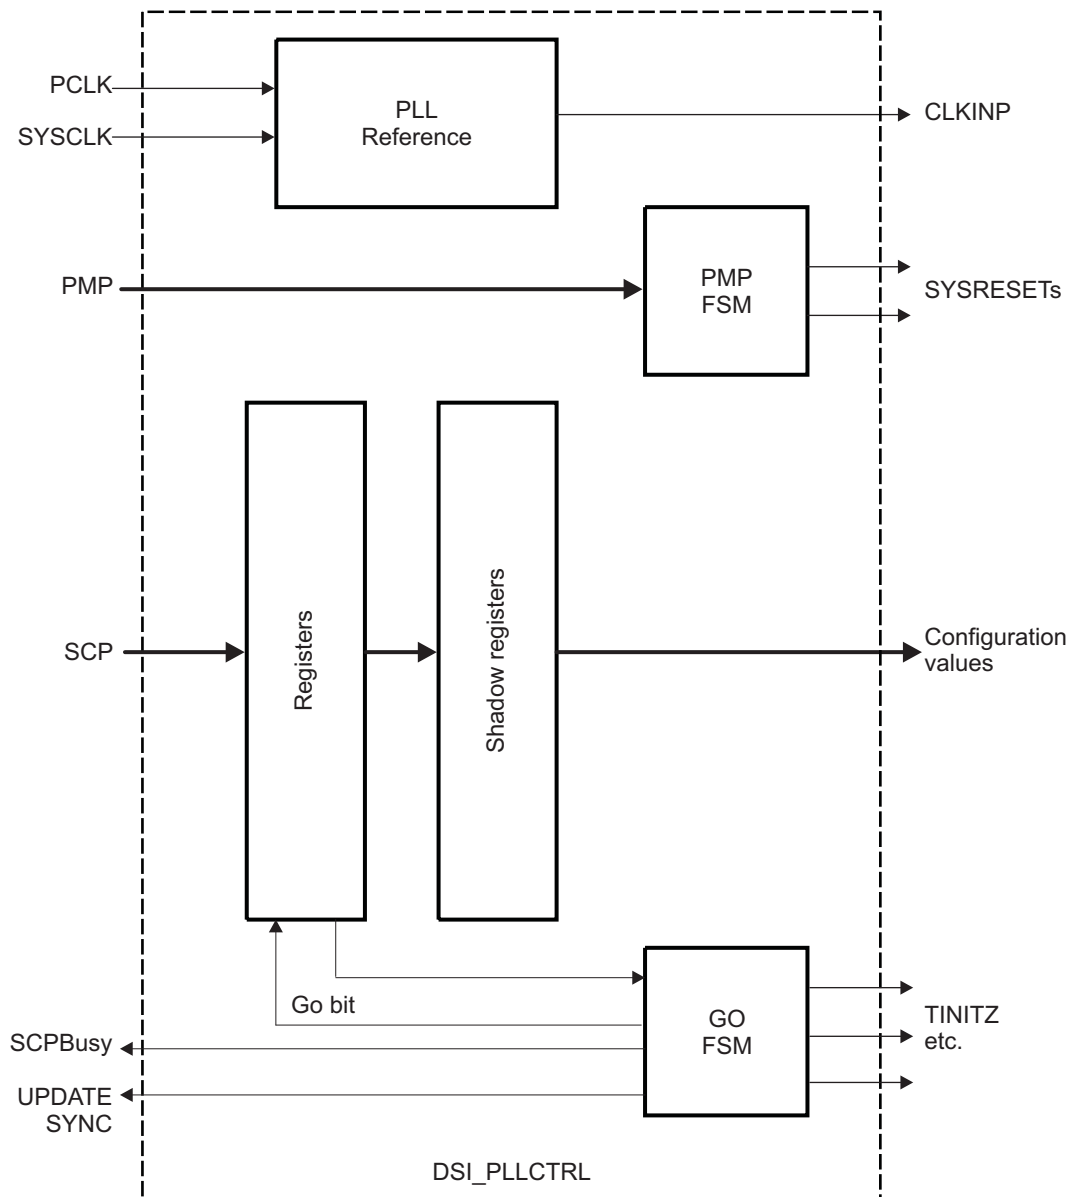 PCLK
SYSCLK
PLL
Reference
CLKINP
PMP
PMP
FSM
SYSRESETs
SCP
Registers
Shadow registers
Configuration
values
Go bit
GO
FSM
TINITZ
etc.
SCPBusy
UPDATE
SYNC
DSI_PLLCTRL